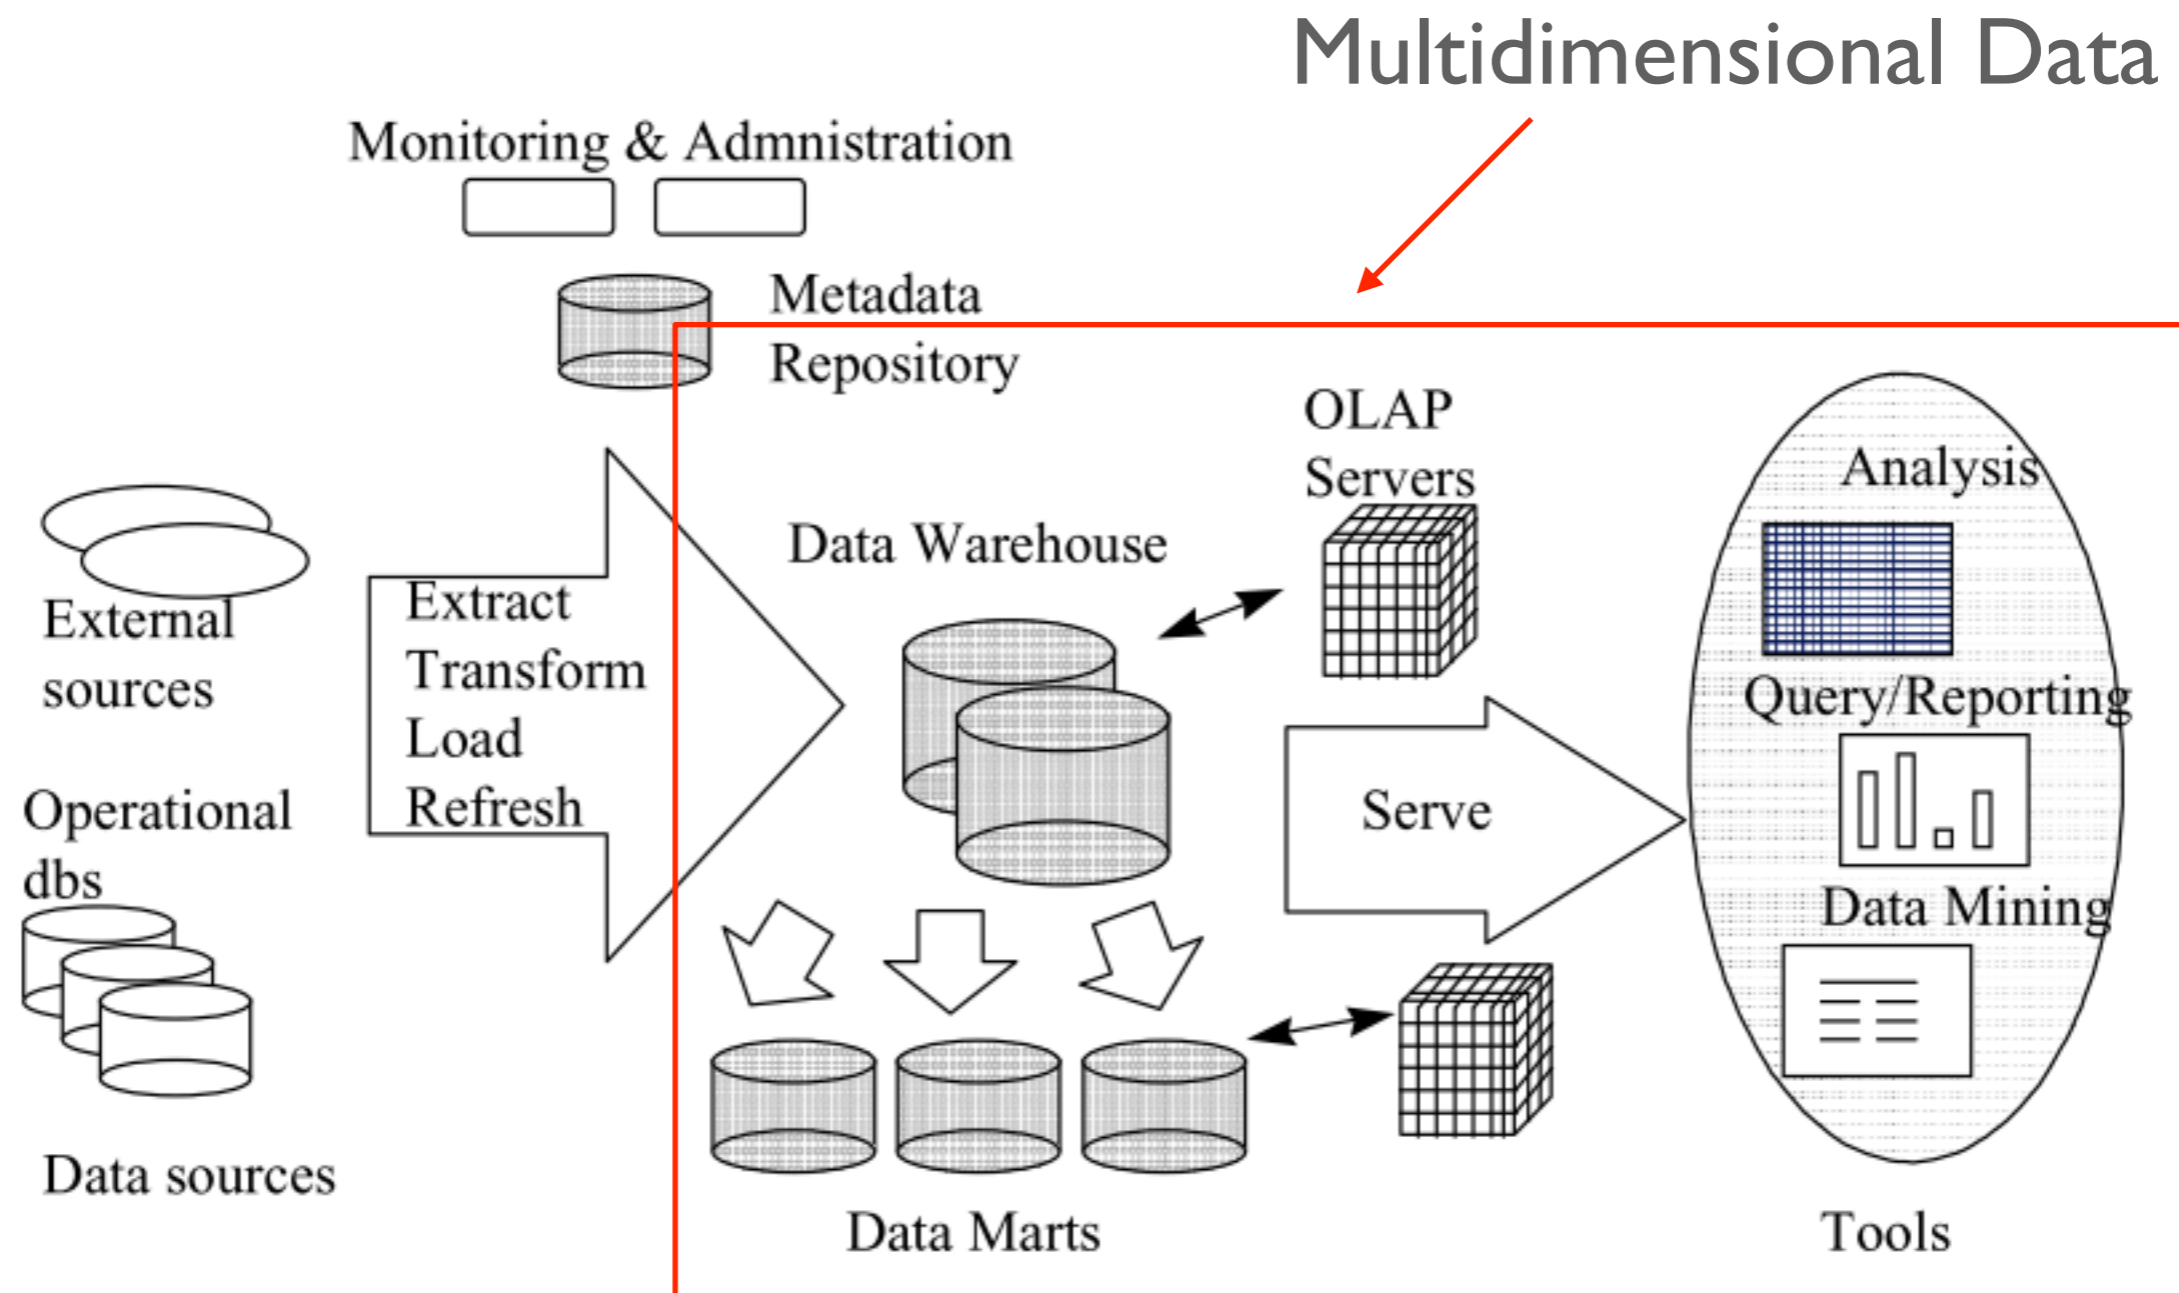 Multidimensional Data
Monitoring & Admnistration
Metadata
Repository
OLAP
Servers
Analysis
Data Warehouse
External
sources
Extract
Transform
Load
Refresh
Query/Reporting
Operational
dbs
Serve
Data Mining
Data sources
Data Marts
Tools